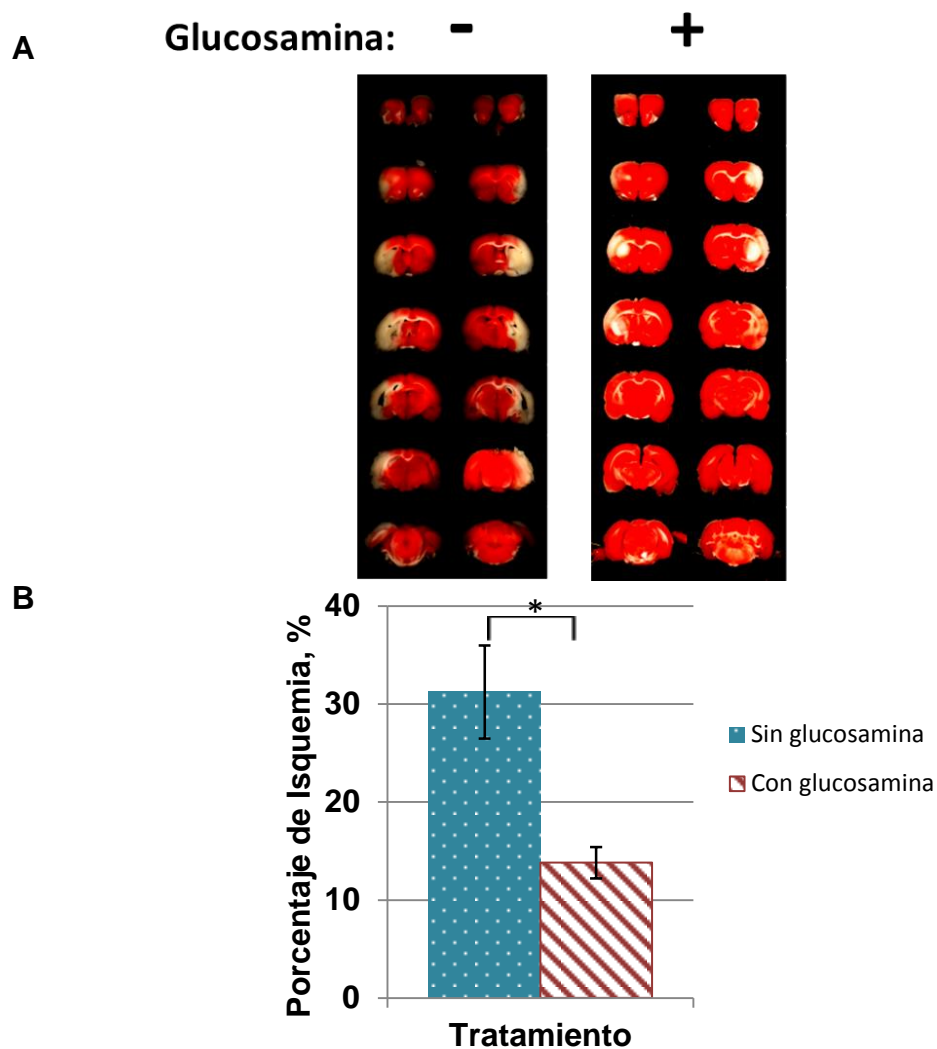 A
Glucosamina: - +
B
Porcentaje de Isquemia, %
40
30
20
10
0
*
Tratamiento
Sin glucosamina
Con glucosamina